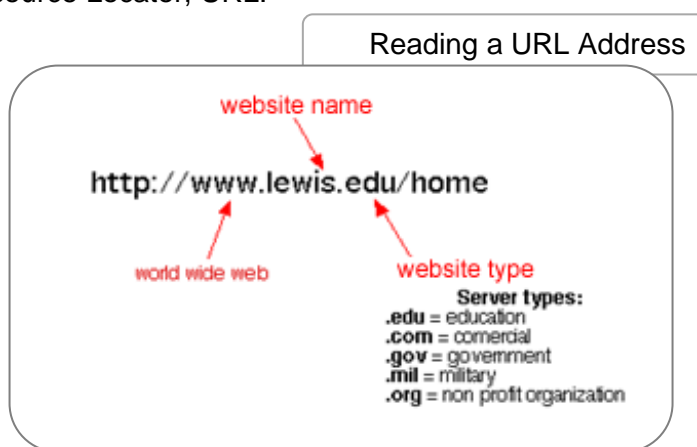 source Locator, URL.
Reading a URL Address
website name
http://www.lewis.edu/home
world wide web
website type
Server types:
.edu = education
.com = comercial
.gov = government
.mil = military
.org = non profit organization